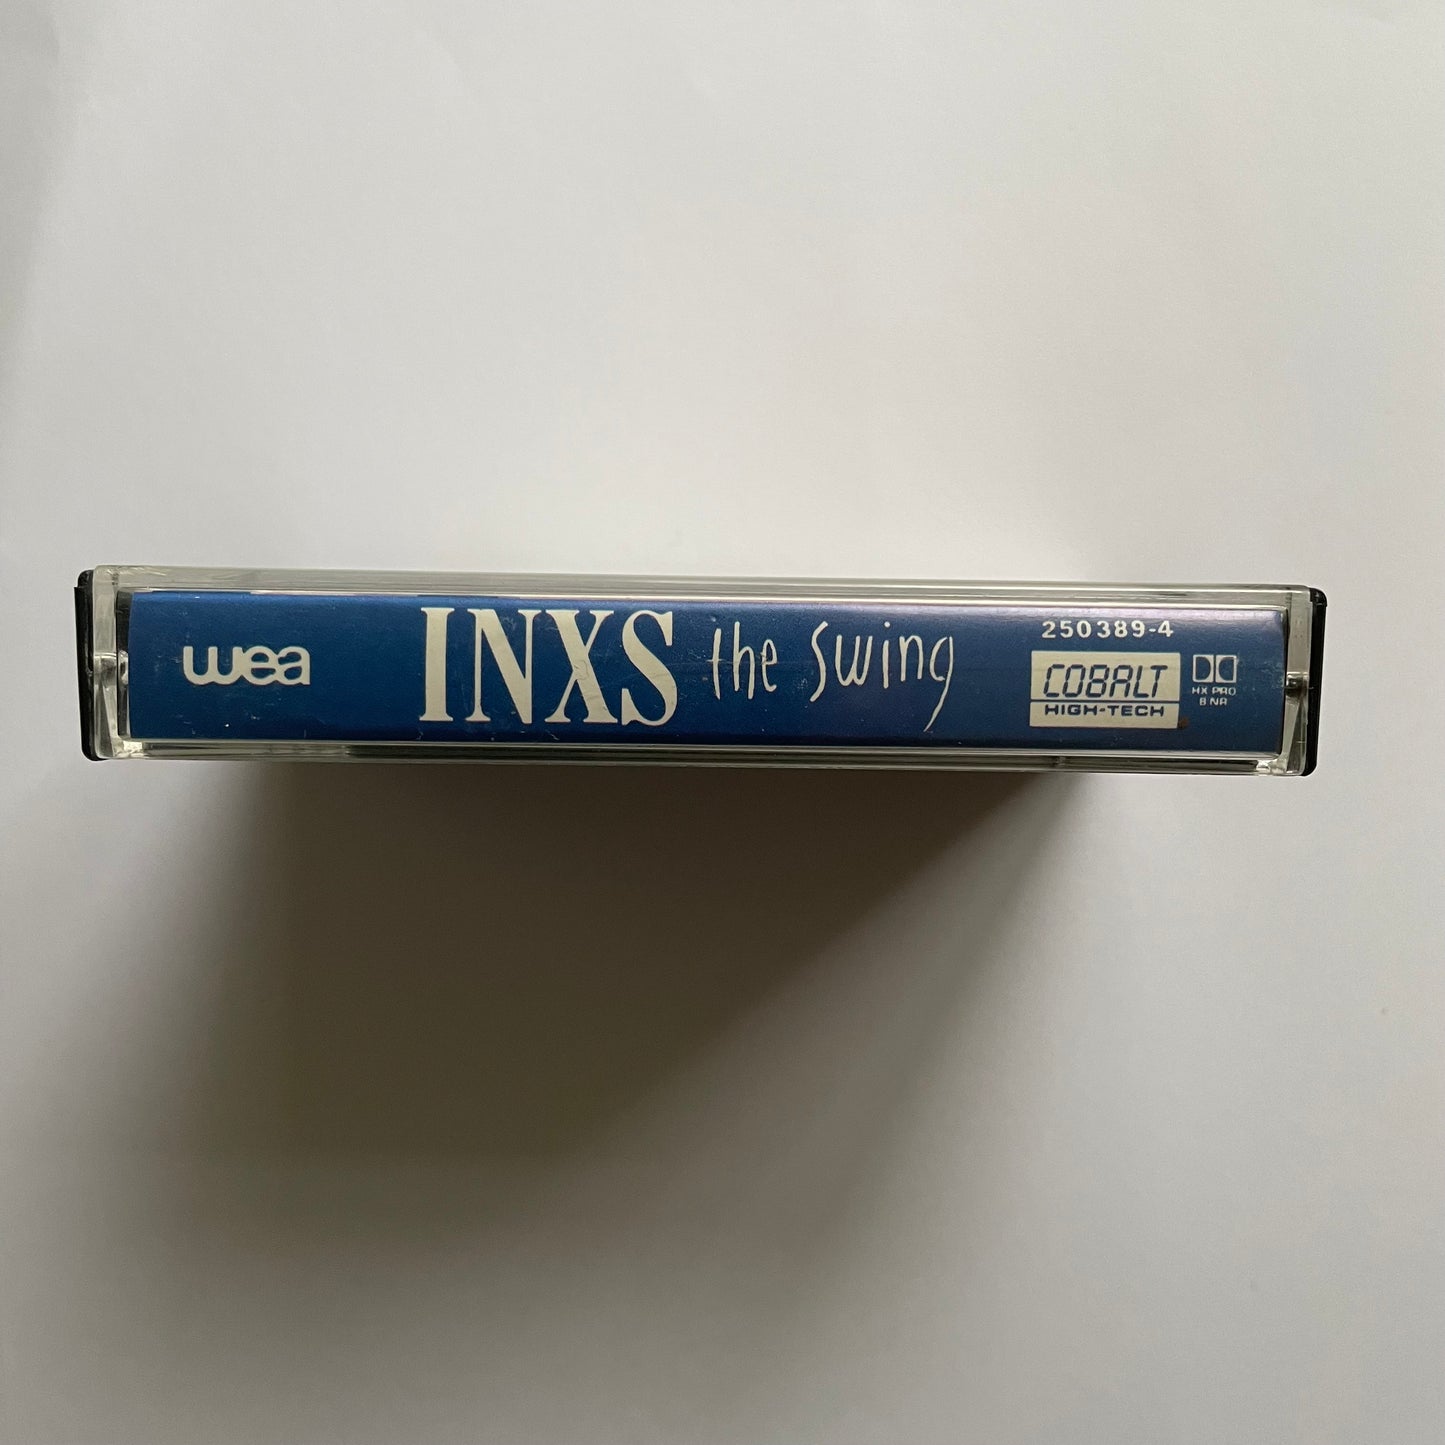 wea
INXS the swing
250389-4
COBALT
HIGH-TECH
HX PRO
B NR